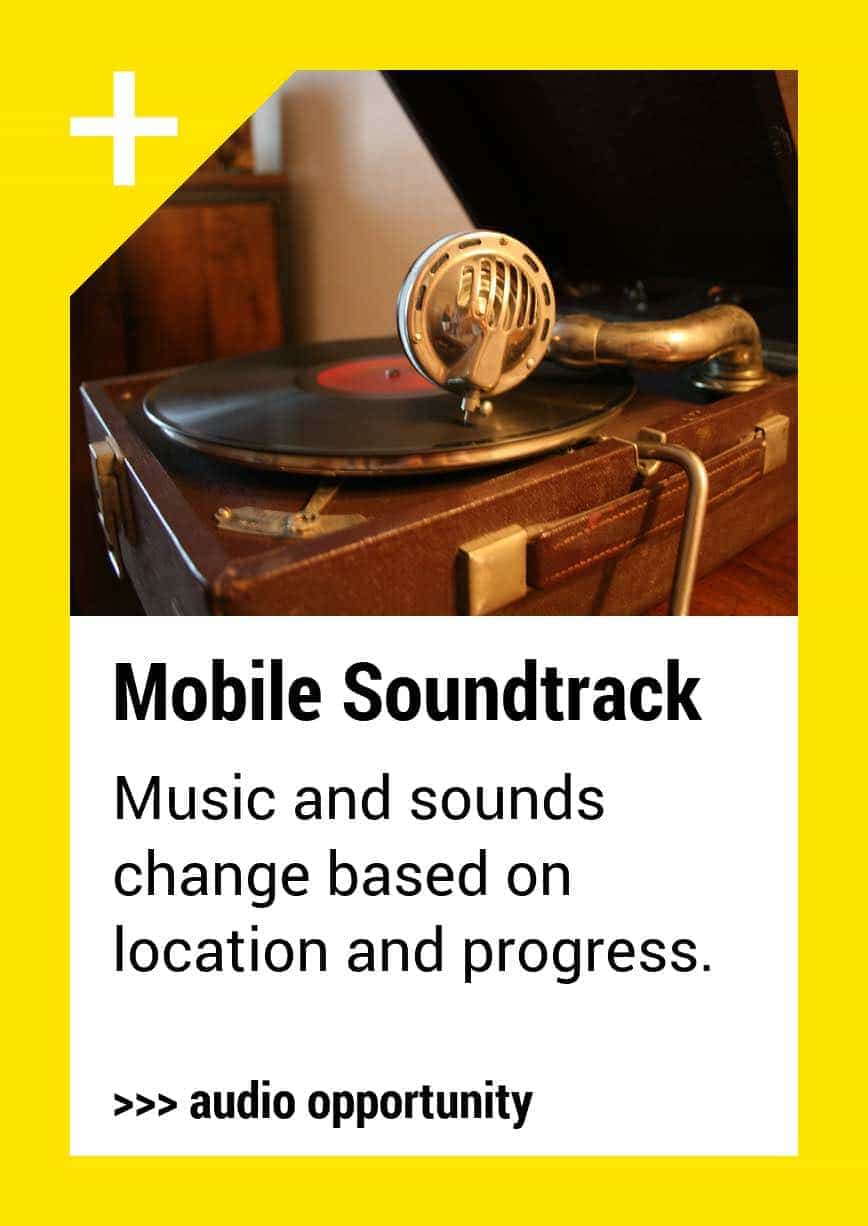 Mobile Soundtrack
Music and sounds
change based on
location and progress.
>>> audio opportunity